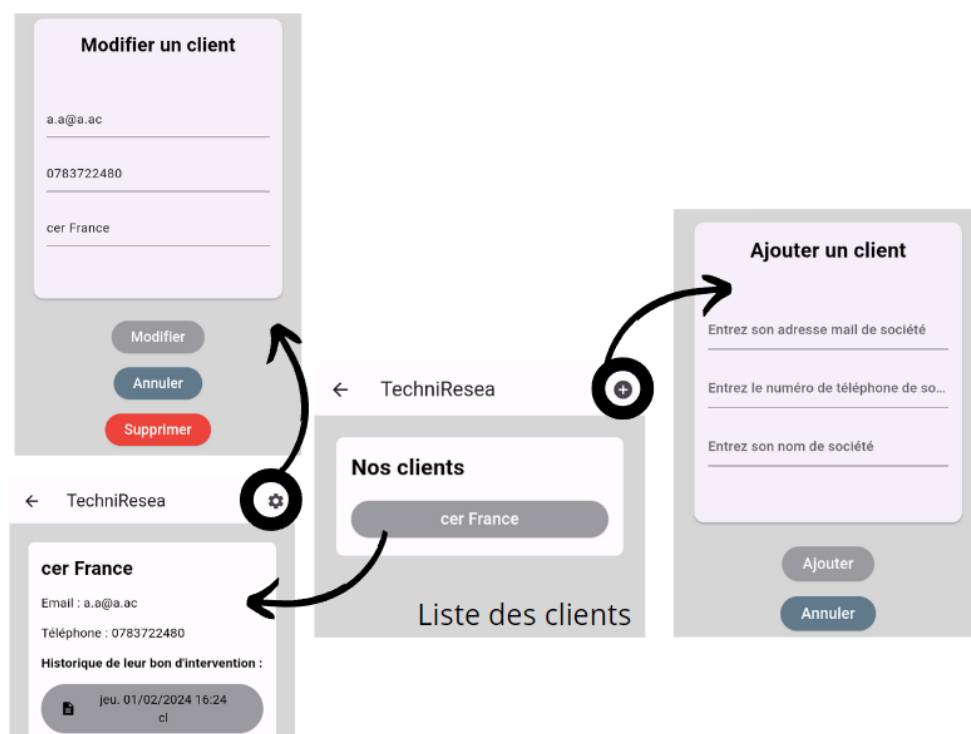 Modifier un client
a.a@a.ac
0783722480
cer France
Modifier
Annuler
Supprimer
TechniResea
cer France
Email : a.a@a.ac
Téléphone : 0783722480
Historique de leur bon d'intervention :
jeu. 01/02/2024 16:24
cl
TechniResea
Nos clients
cer France
Liste des clients
Ajouter un client
Entrez son adresse mail de société
Entrez le numéro de téléphone de so...
Entrez son nom de société
Ajouter
Annuler